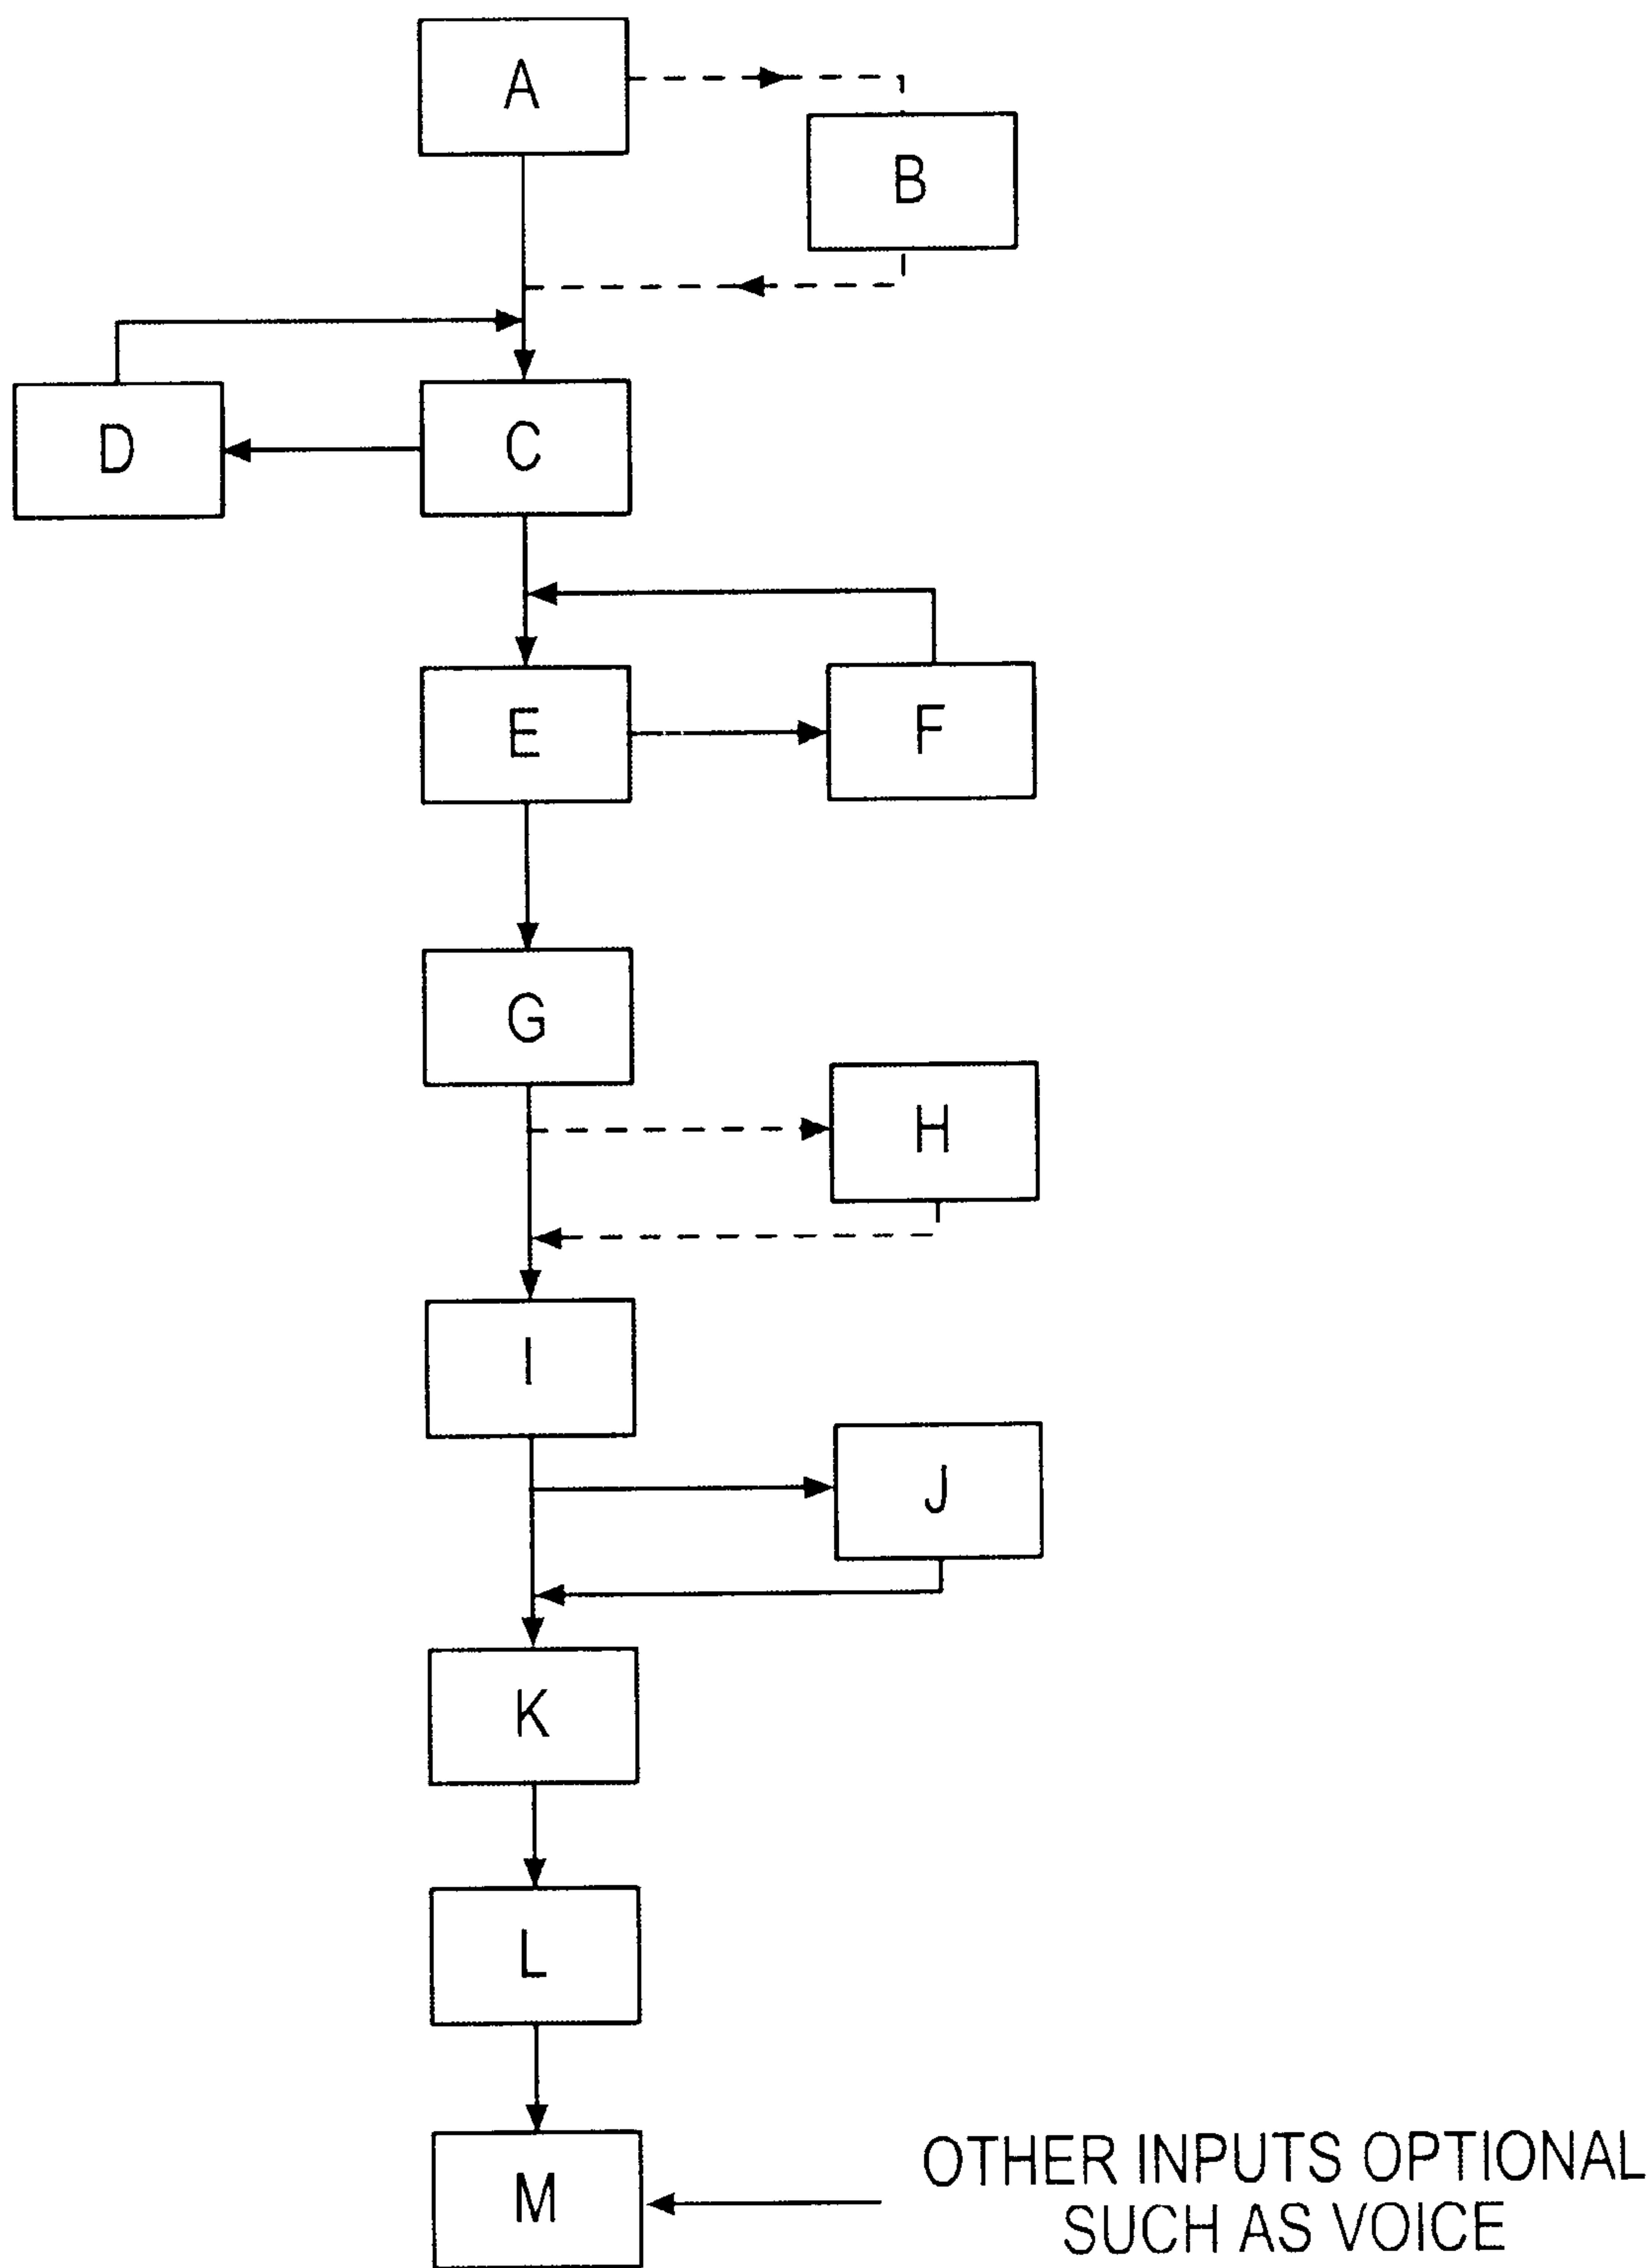 A
B
D
C
E
F
G
H
I
J
K
L
M
OTHER INPUTS OPTIONAL
SUCH AS VOICE